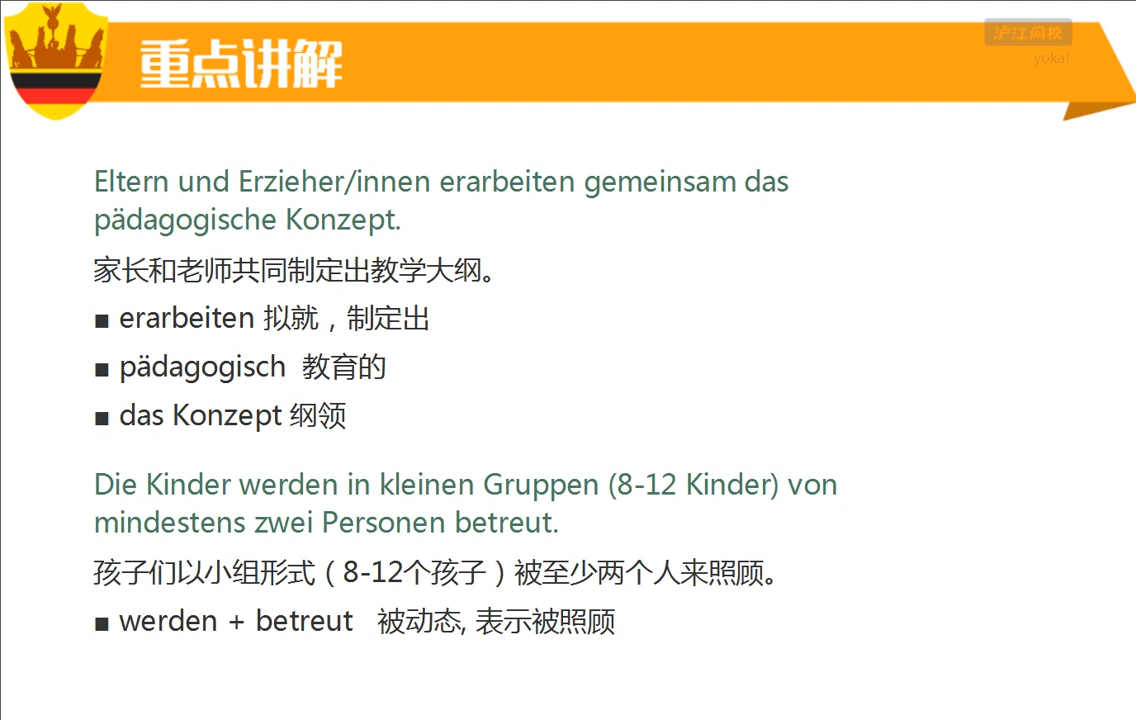 重点讲解
沪江网校
yokaf
Eltern und Erzieher/innen erarbeiten gemeinsam das
pädagogische Konzept.
家长和老师共同制定出教学大纲。
■ erarbeiten 拟就，制定出
■ pädagogisch 教育的
■ das Konzept 纲领
Die Kinder werden in kleinen Gruppen (8-12 Kinder) von
mindestens zwei Personen betreut.
孩子们以小组形式（8-12个孩子）被至少两个人来照顾。
■ werden + betreut 被动态, 表示被照顾